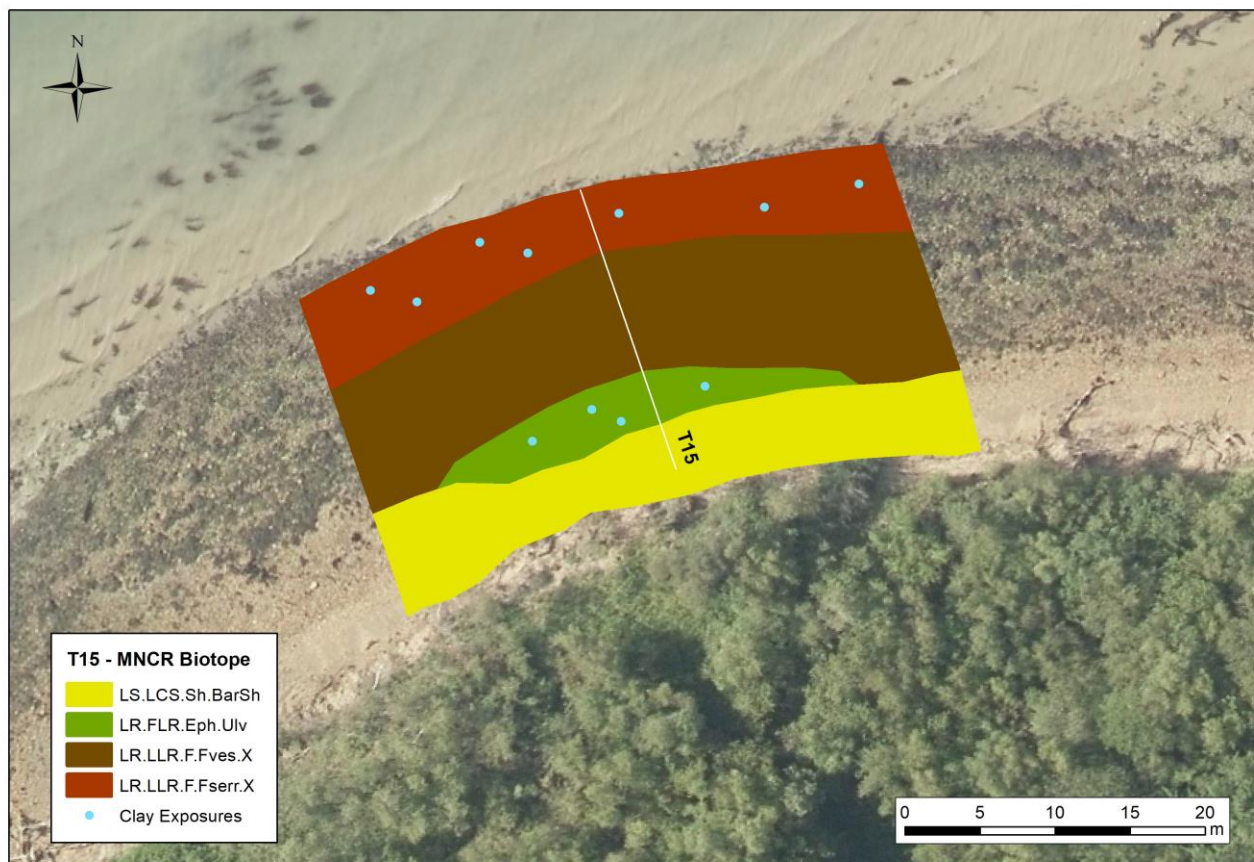 N
T15
T15 - MNCR Biotope
LS.LCS.Sh.BarSh
LR.FLR.Eph.Ulv
LR.LLR.F.Fves.X
LR.LLR.F.Fserr.X
Clay Exposures
0 5 10 15 20
m